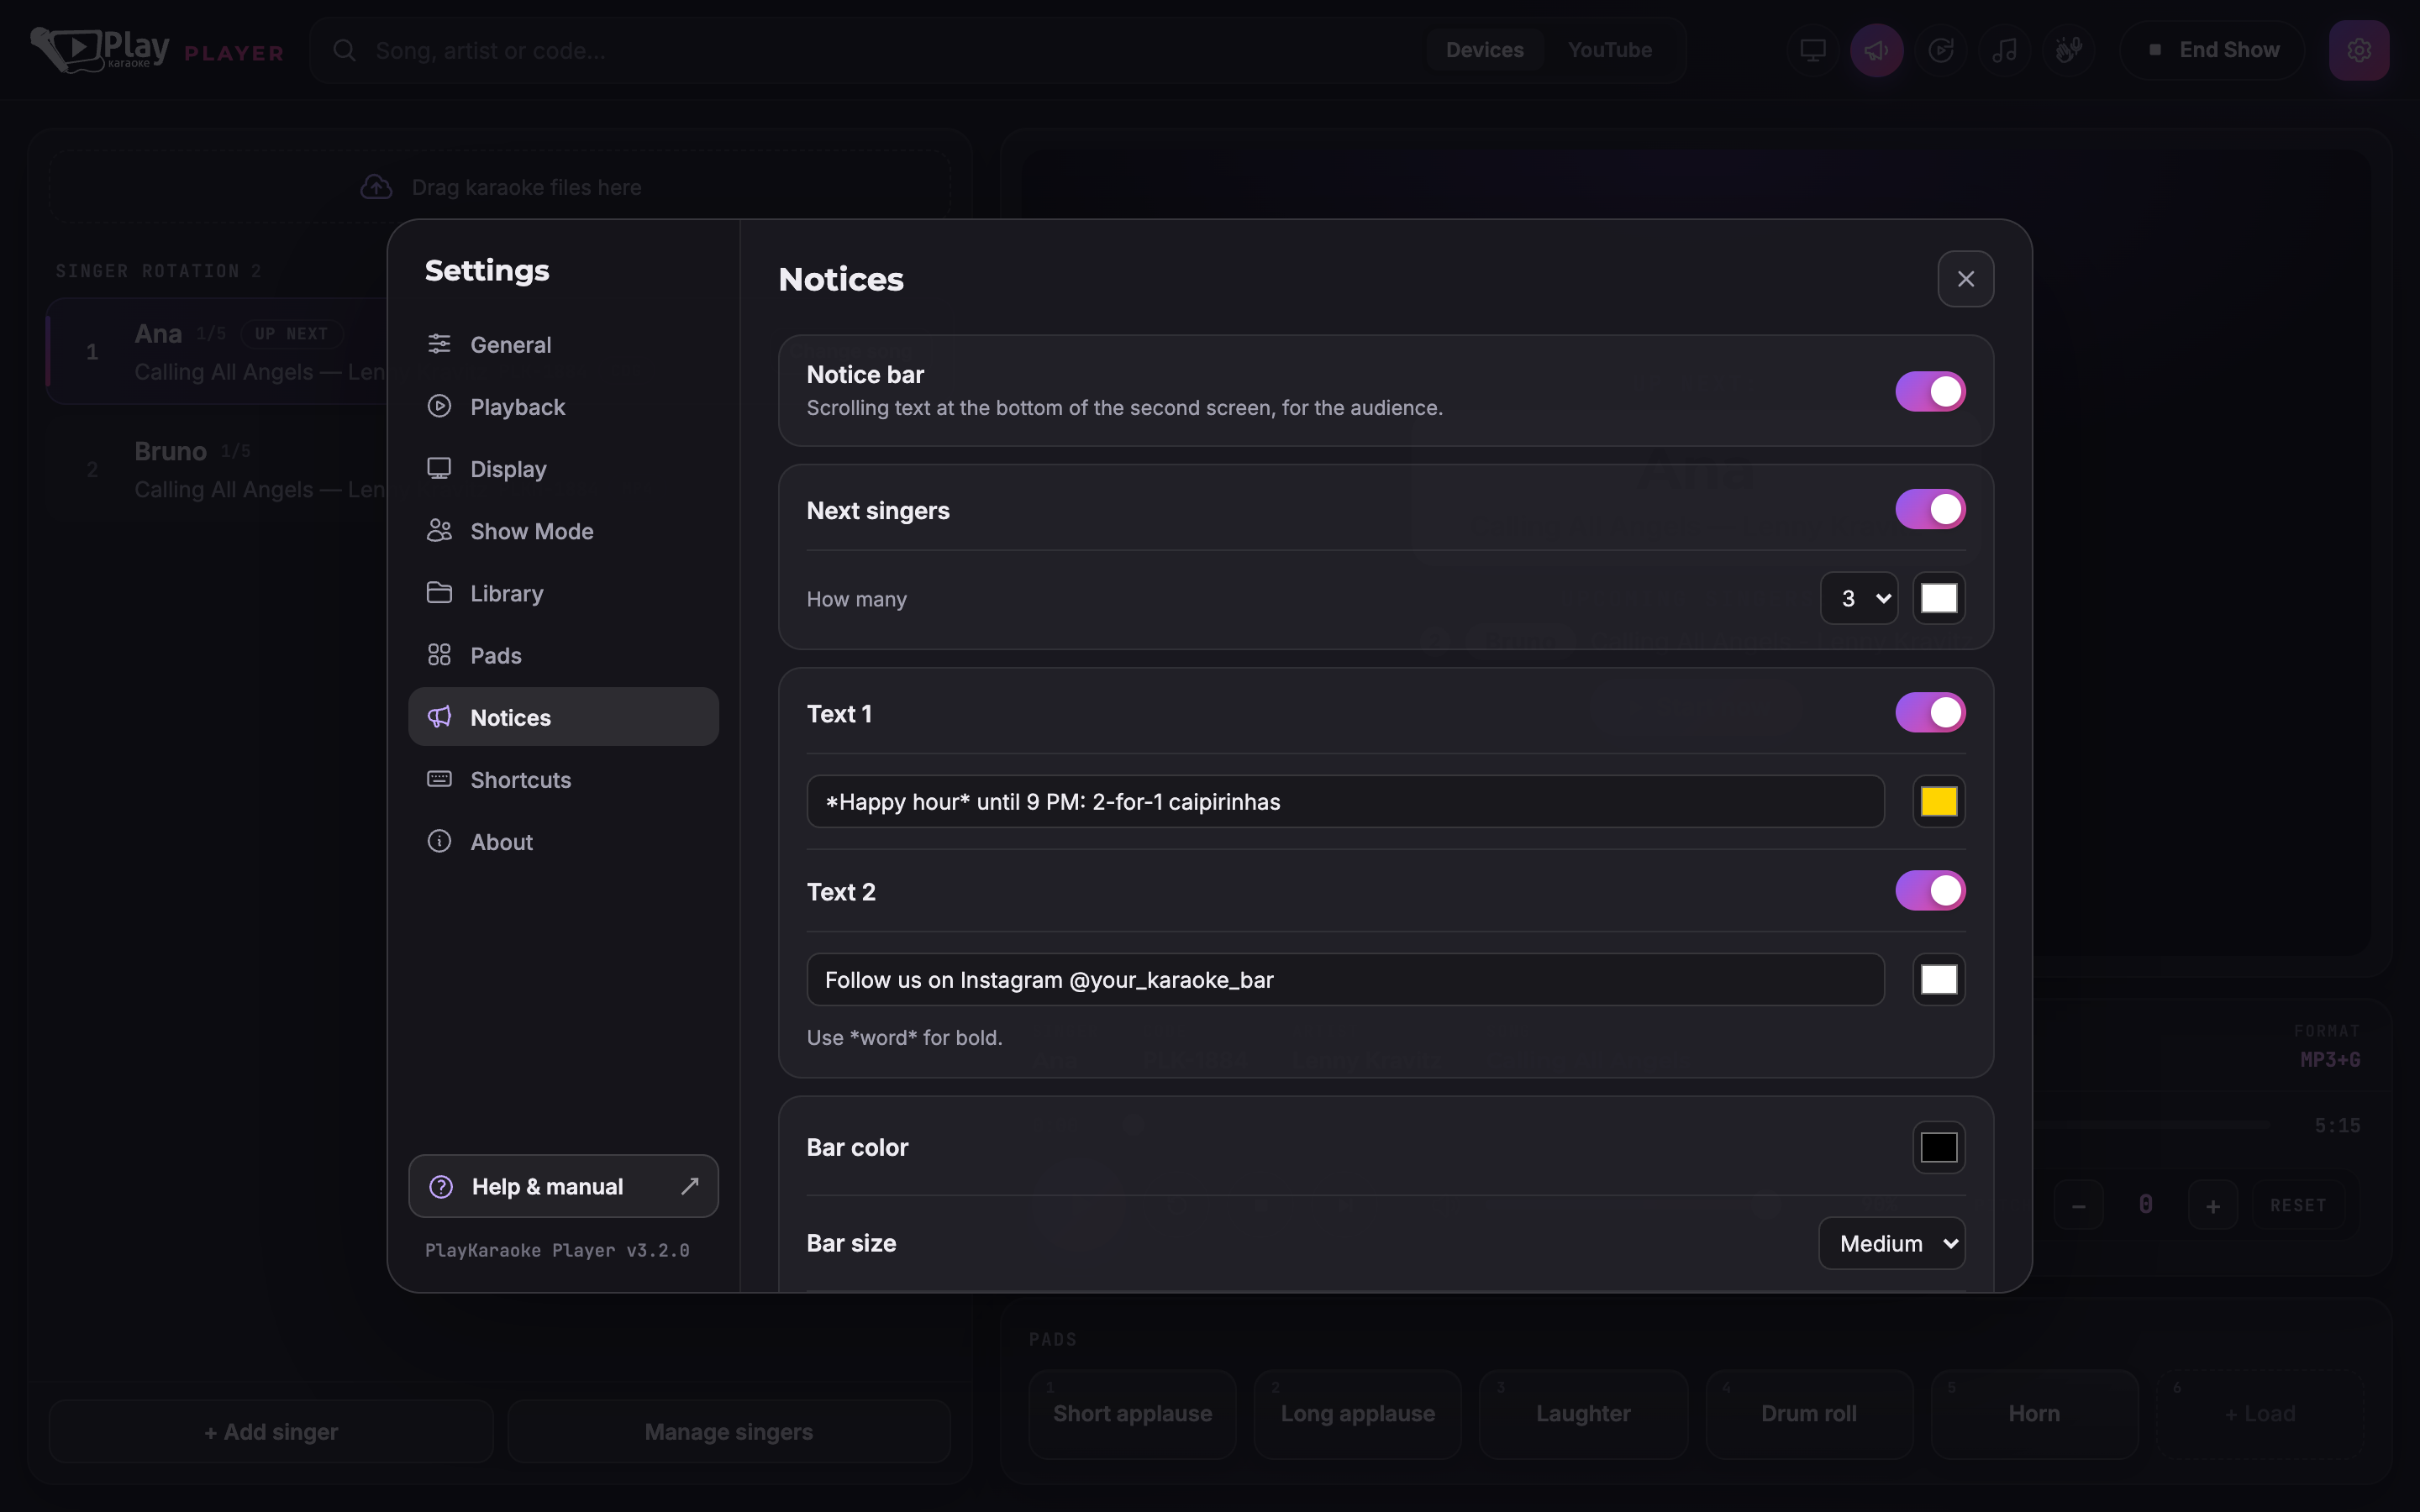 Play karaoke PLAYER
Song, artist or code...
Devices YouTube
End Show
Drag karaoke files here
SINGER ROTATION 2
1 Ana 1/5 UP NEXT
Calling All Angels — Len
2 Bruno 1/5
Calling All Angels — Len
Settings
General
Playback
Display
Show Mode
Library
Pads
Notices
Shortcuts
About
Help & manual
PlayKaraoke Player v3.2.0
Notices
Notice bar
Scrolling text at the bottom of the second screen, for the audience.
Next singers
How many 3
Text 1
*Happy hour* until 9 PM: 2-for-1 caipirinhas
Text 2
Follow us on Instagram @your_karaoke_bar
Use *word* for bold.
Bar color
Bar size Medium
FORMAT
MP3+G
5:15
− 0 + RESET
+ Add singer Manage singers
PADS
1 Short applause
2 Long applause
3 Laughter
4 Drum roll
5 Horn
6 + Load